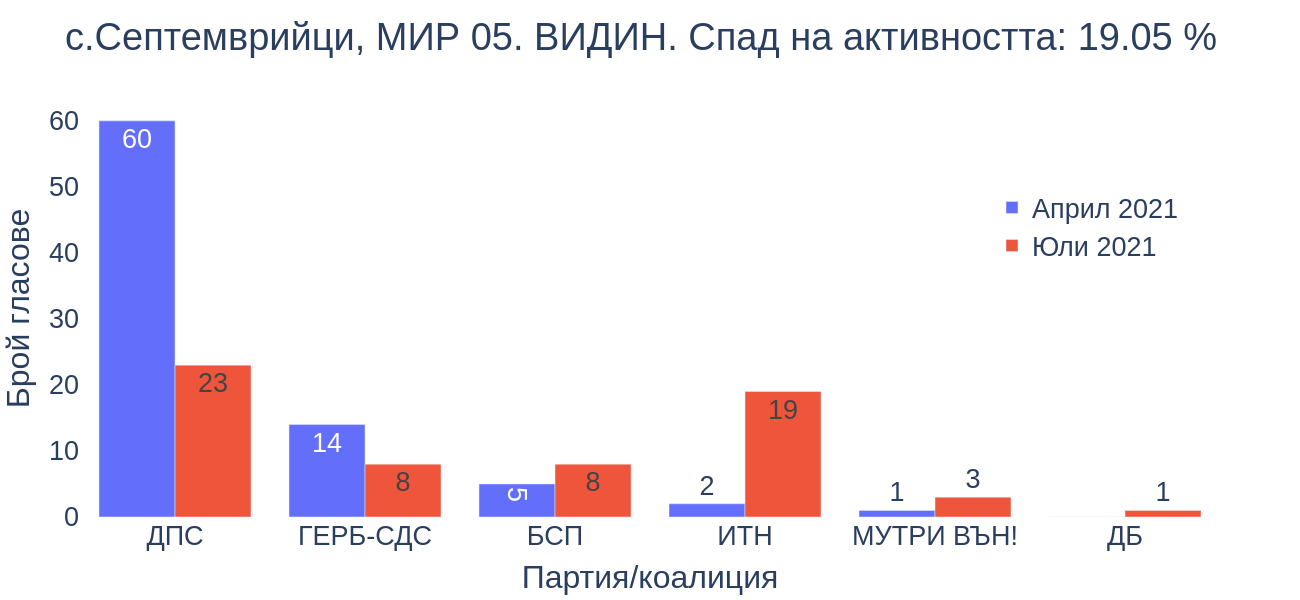 с.Септемврийци, МИР 05. ВИДИН. Спад на активността: 19.05 %
60
50
40
30
20
10
0
Брой гласове
60
23
14
8
5
8
2
19
1
3
1
Април 2021
Юли 2021
ДПС
ГЕРБ-СДС
БСП
ИТН
МУТРИ ВЪН!
ДБ
Партия/коалиция